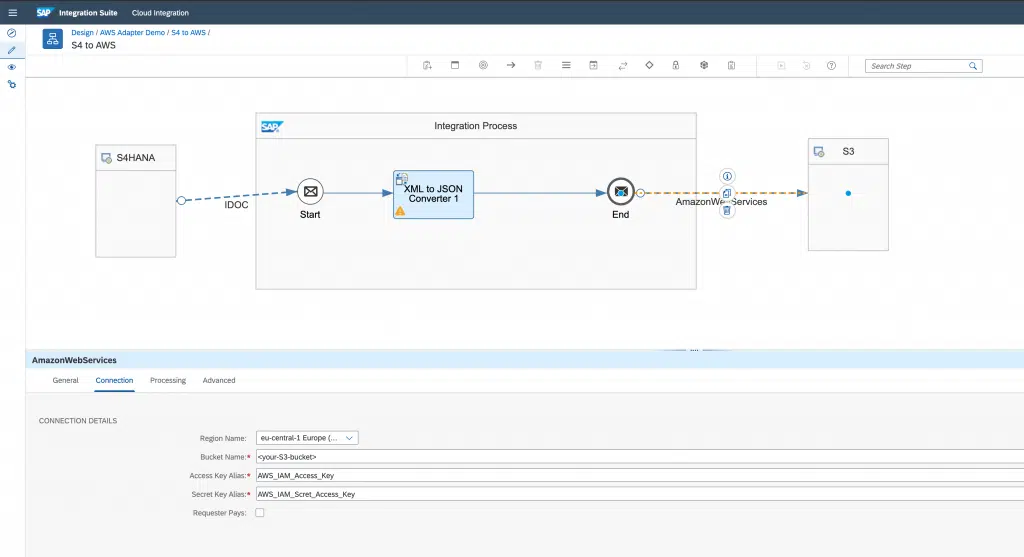 SAP Integration Suite Cloud Integration
Design / AWS Adapter Demo / S4 to AWS /
S4 to AWS
Search Step
SAP Integration Process
S4HANA
S3
XML to JSON
Converter 1
IDOC
AmazonWebServices
Start
End
AmazonWebServices
General Connection Processing Advanced
CONNECTION DETAILS
Region Name: eu-central-1 Europe (...
Bucket Name:* <your-S3-bucket>
Access Key Alias:* AWS_IAM_Access_Key
Secret Key Alias:* AWS_IAM_Scret_Access_Key
Requester Pays: